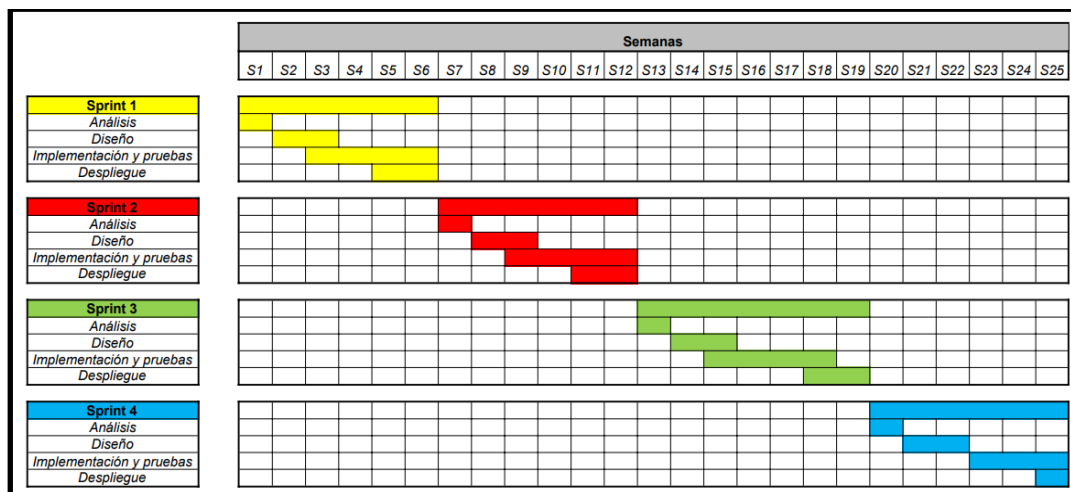 Semanas
S1 S2 S3 S4 S5 S6 S7 S8 S9 S10 S11 S12 S13 S14 S15 S16 S17 S18 S19 S20 S21 S22 S23 S24 S25
Sprint 1
Análisis
Diseño
Implementación y pruebas
Despliegue
Sprint 2
Análisis
Diseño
Implementación y pruebas
Despliegue
Sprint 3
Análisis
Diseño
Implementación y pruebas
Despliegue
Sprint 4
Análisis
Diseño
Implementación y pruebas
Despliegue